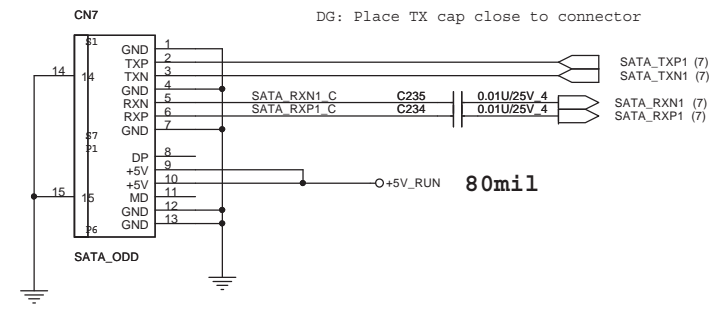 CN7
DG: Place TX cap close to connector
S1
GND 1
TXP 2
SATA_TXP1 (7)
14 14
TXN 3
SATA_TXN1 (7)
GND 4
RXN 5 SATA_RXN1_C C235 0.01U/25V_4 SATA_RXN1 (7)
RXP 6 SATA_RXP1_C C234 0.01U/25V_4 SATA_RXP1 (7)
GND 7
S7
P1
DP 8
+5V 9
+5V 10 +5V_RUN 80mil
15 15
MD 11
GND 12
GND 13
P6
SATA_ODD